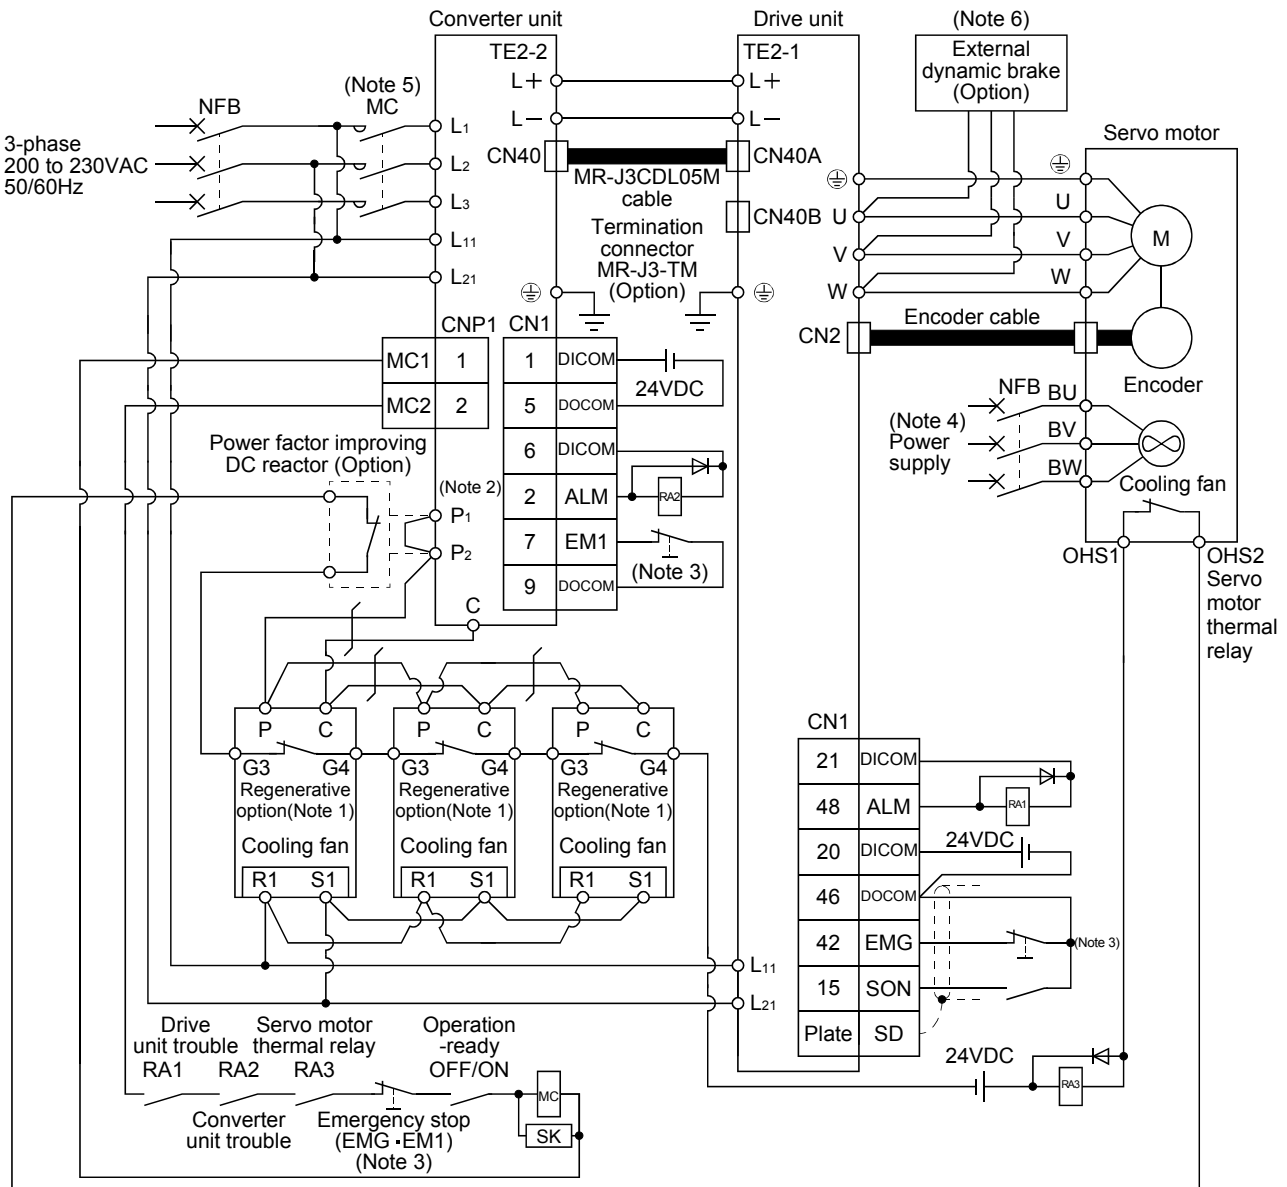 Converter unit
Drive unit
(Note 6)
External
dynamic brake
(Option)
TE2-2
TE2-1
L+
L+
L−
L−
(Note 5)
MC
NFB
3-phase
200 to 230VAC
50/60Hz
L1
L2
L3
L11
L21
CN40
CN40A
MR-J3CDL05M
cable
CN40B
Termination
connector
MR-J3-TM
(Option)
Servo motor
U
V
W
U
V
W
M
CN2
Encoder cable
Encoder
CNP1
CN1
MC1
1
MC2
2
1
DICOM
5
DOCOM
6
DICOM
2
ALM
7
EM1
9
DOCOM
24VDC
RA2
(Note 3)
NFB
BU
BV
BW
(Note 4)
Power
supply
Cooling fan
OHS1
OHS2
Servo
motor
thermal
relay
Power factor improving
DC reactor (Option)
(Note 2)
P1
P2
C
P
C
P
C
P
C
G3
G4
G3
G4
G3
G4
Regenerative
option(Note 1)
Regenerative
option(Note 1)
Regenerative
option(Note 1)
Cooling fan
Cooling fan
Cooling fan
R1
S1
R1
S1
R1
S1
CN1
21
DICOM
48
ALM
20
DICOM
46
DOCOM
42
EMG
15
SON
Plate
SD
RA1
24VDC
(Note 3)
L11
L21
24VDC
RA3
Drive
unit trouble
RA1
RA2
Converter
unit trouble
Servo motor
thermal relay
RA3
Emergency stop
(EMG ·EM1)
(Note 3)
Operation
-ready
OFF/ON
MC
SK